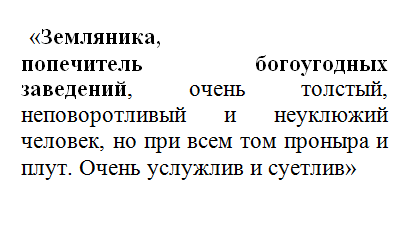 «Земляника,
попечитель богоугодных
заведений, очень толстый,
неповоротливый и неуклюжий
человек, но при всем том проныра и
плут. Очень услужлив и суетлив»